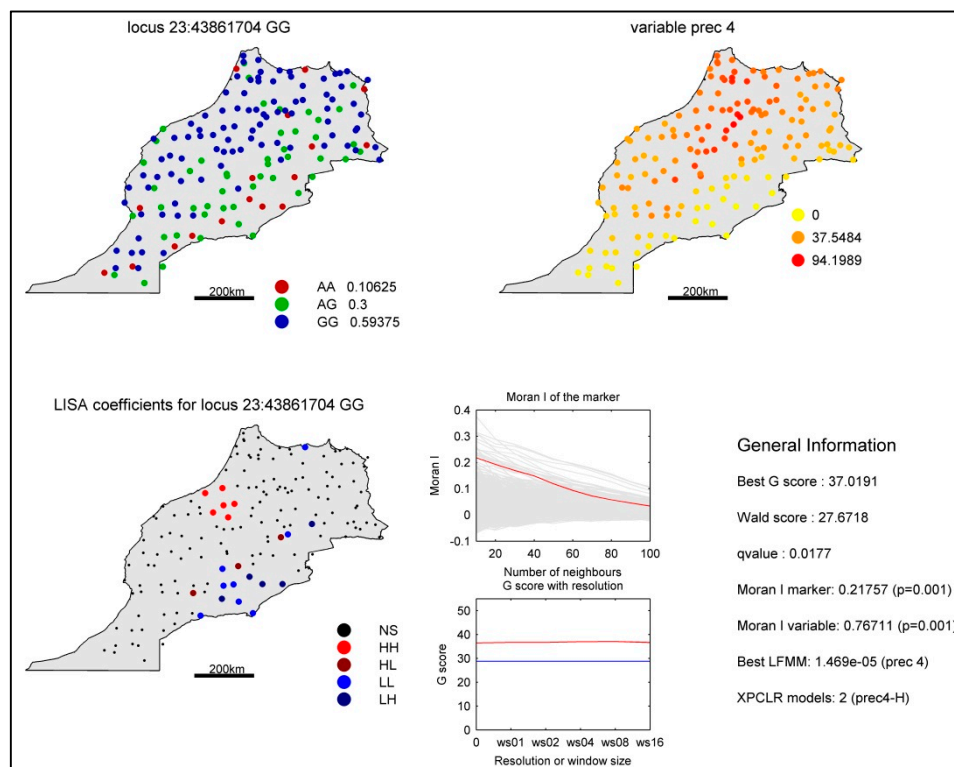 locus 23:43861704 GG
200km
AA 0.10625
AG 0.3
GG 0.59375
variable prec 4
0
37.5484
94.1989
200km
LISA coefficients for locus 23:43861704 GG
200km
NS
HH
HL
LL
LH
Moran I of the marker
Moran I
0.4
0.3
0.2
0.1
0
-0.1
20 40 60 80 100
Number of neighbours
G score with resolution
G score
50
40
30
20
10
0
0 ws01 ws02 ws04 ws08 ws16
Resolution or window size
General Information
Best G score : 37.0191
Wald score : 27.6718
qvalue : 0.0177
Moran I marker: 0.21757 (p=0.001)
Moran I variable: 0.76711 (p=0.001)
Best LFMM: 1.469e-05 (prec 4)
XPCLR models: 2 (prec4-H)